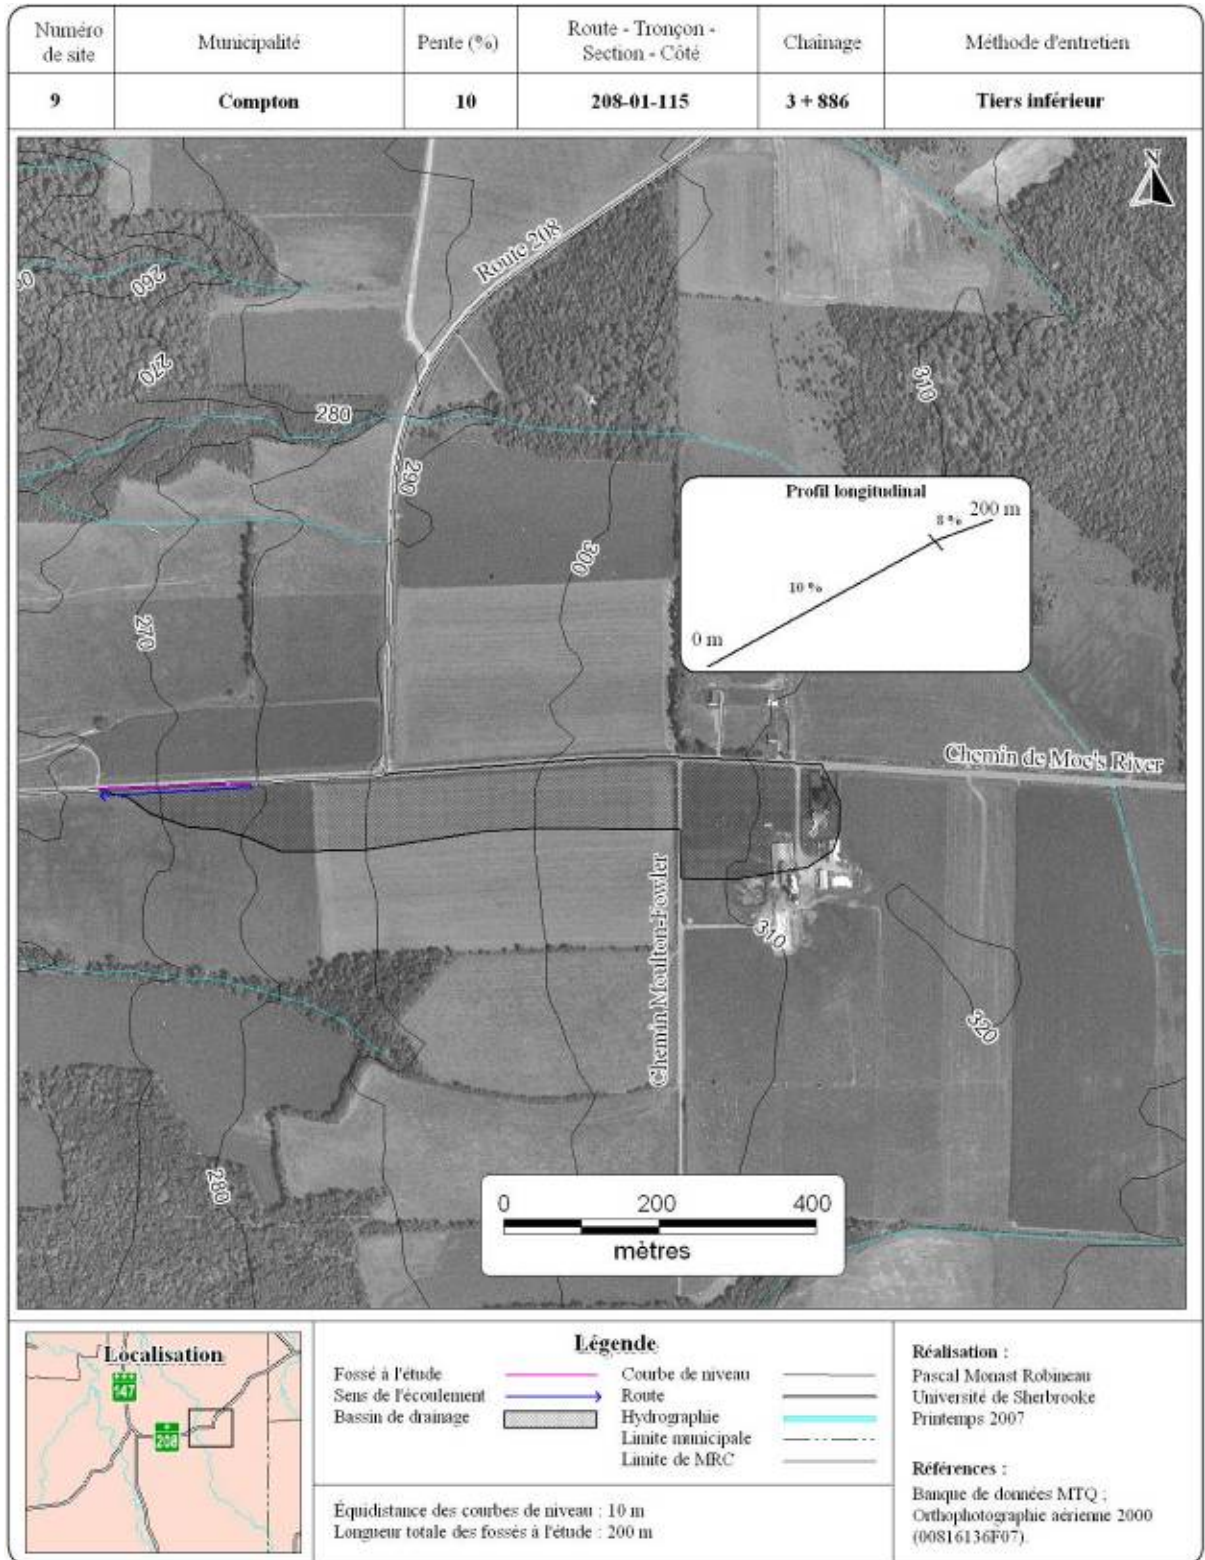 Numéro de site
Municipalité
Pente (%)
Route - Tronçon - Section - Côté
Chaînage
Méthode d'entretien
9
Compton
10
208-01-115
3 + 886
Tiers inférieur
N
Route 208
260
270
280
310
290
300
Profil longitudinal
200 m
8 %
10 %
0 m
270
Chemin de Moe's River
Chemin Moulton-Fowler
310
320
280
0 200 400
mètres
Localisation
147
208
Légende
Fossé à l'étude
Sens de l'écoulement
Bassin de drainage
Courbe de niveau
Route
Hydrographie
Limite municipale
Limite de MRC
Équidistance des courbes de niveau : 10 m
Longueur totale des fossés à l'étude : 200 m
Réalisation :
Pascal Monast Robineau
Université de Sherbrooke
Printemps 2007
Références :
Banque de données MTQ ;
Orthophotographie aérienne 2000
(00816136F07).